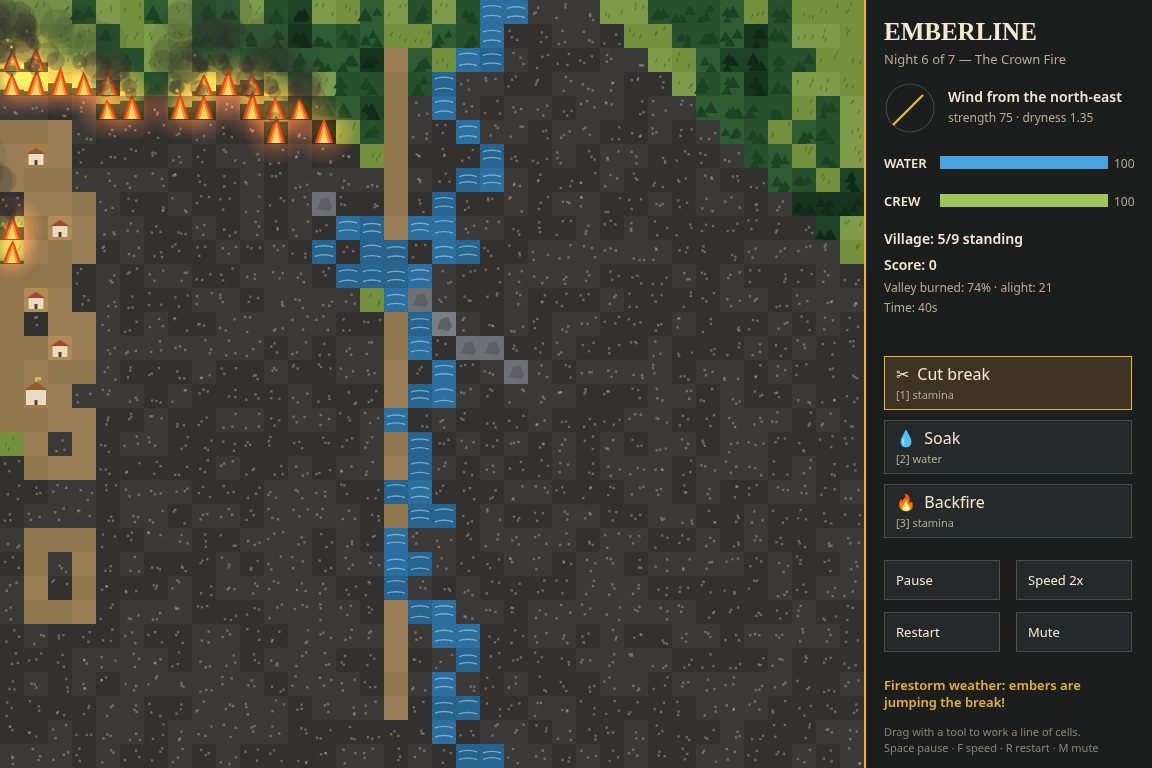 EMBERLINE
Night 6 of 7 — The Crown Fire
Wind from the north-east
strength 75 · dryness 1.35
WATER 100
CREW 100
Village: 5/9 standing
Score: 0
Valley burned: 74% · alight: 21
Time: 40s
✂ Cut break
[1] stamina
💧 Soak
[2] water
🔥 Backfire
[3] stamina
Pause
Speed 2x
Restart
Mute
Firestorm weather: embers are
jumping the break!
Drag with a tool to work a line of cells.
Space pause · F speed · R restart · M mute